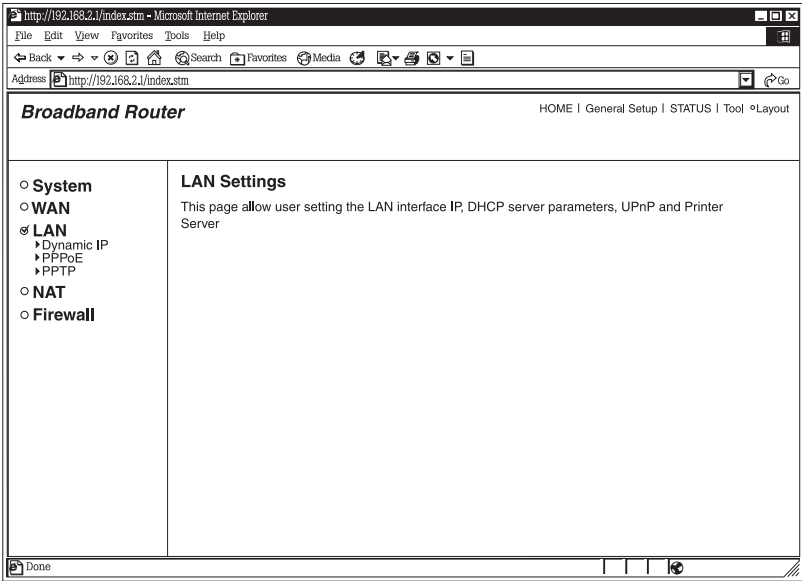 http://192.168.2.1/index.stm - Microsoft Internet Explorer
File Edit View Favorites Tools Help
Back Search Favorites Media
Address http://192.168.2.1/index.stm Go
Broadband Router
HOME | General Setup | STATUS | Tool Layout
System
WAN
LAN
Dynamic IP
PPPoE
PPTP
NAT
Firewall
LAN Settings
This page allow user setting the LAN interface IP, DHCP server parameters, UPnP and Printer
Server
Done